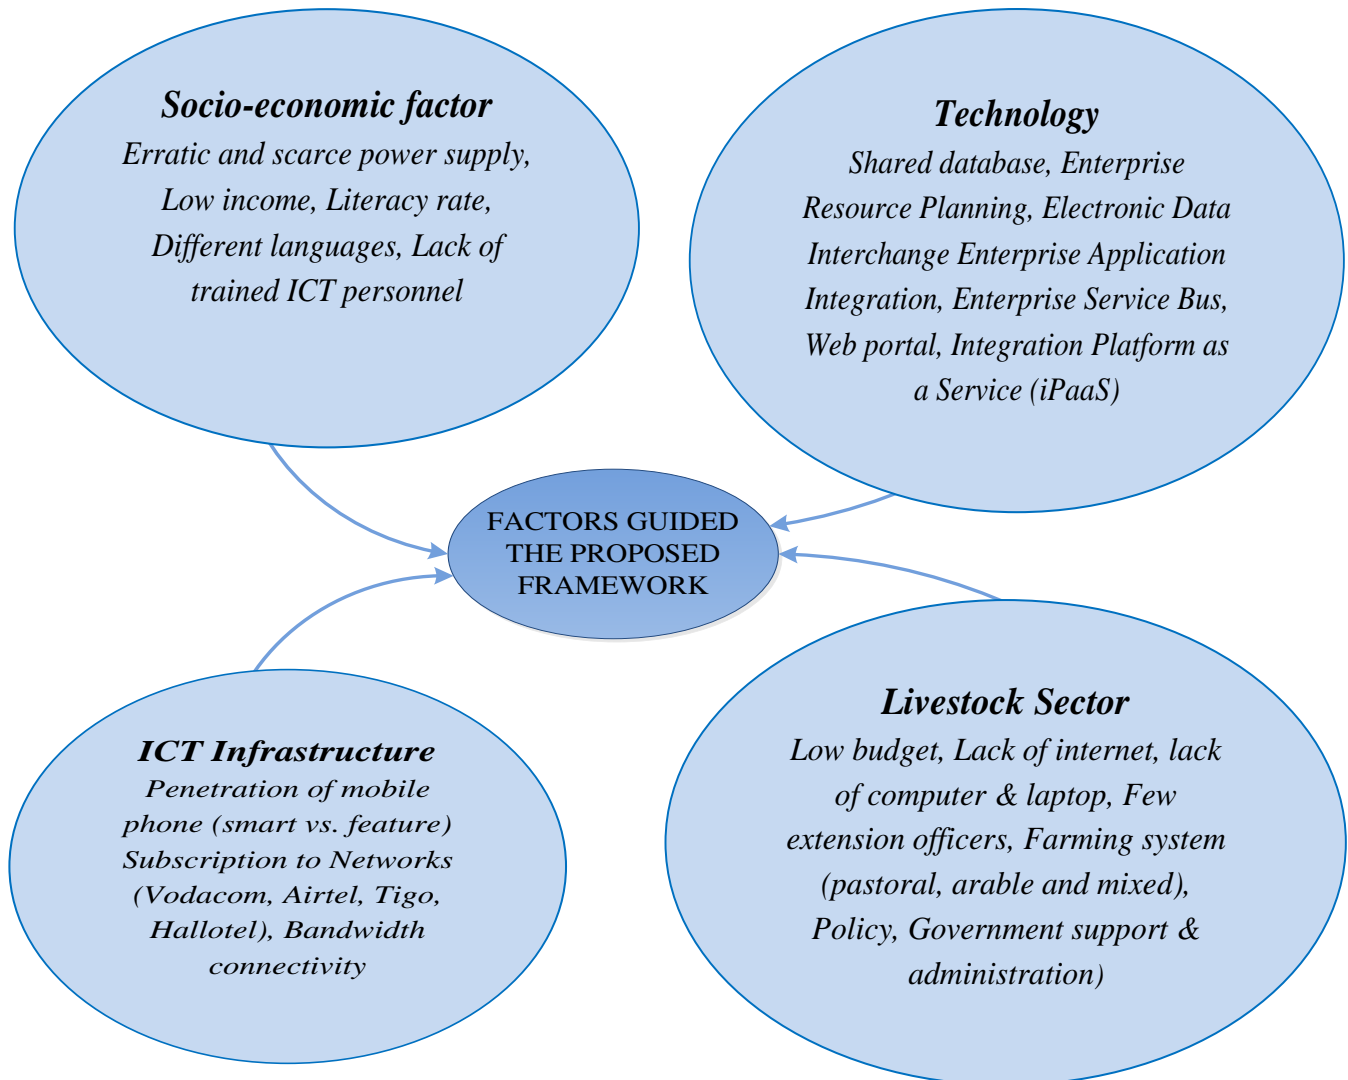 Socio-economic factor
Erratic and scarce power supply,
Low income, Literacy rate,
Different languages, Lack of
trained ICT personnel
Technology
Shared database, Enterprise
Resource Planning, Electronic Data
Interchange Enterprise Application
Integration, Enterprise Service Bus,
Web portal, Integration Platform as
a Service (iPaaS)
FACTORS GUIDED
THE PROPOSED
FRAMEWORK
ICT Infrastructure
Penetration of mobile
phone (smart vs. feature)
Subscription to Networks
(Vodacom, Airtel, Tigo,
Hallotel), Bandwidth
connectivity
Livestock Sector
Low budget, Lack of internet, lack
of computer & laptop, Few
extension officers, Farming system
(pastoral, arable and mixed),
Policy, Government support &
administration)